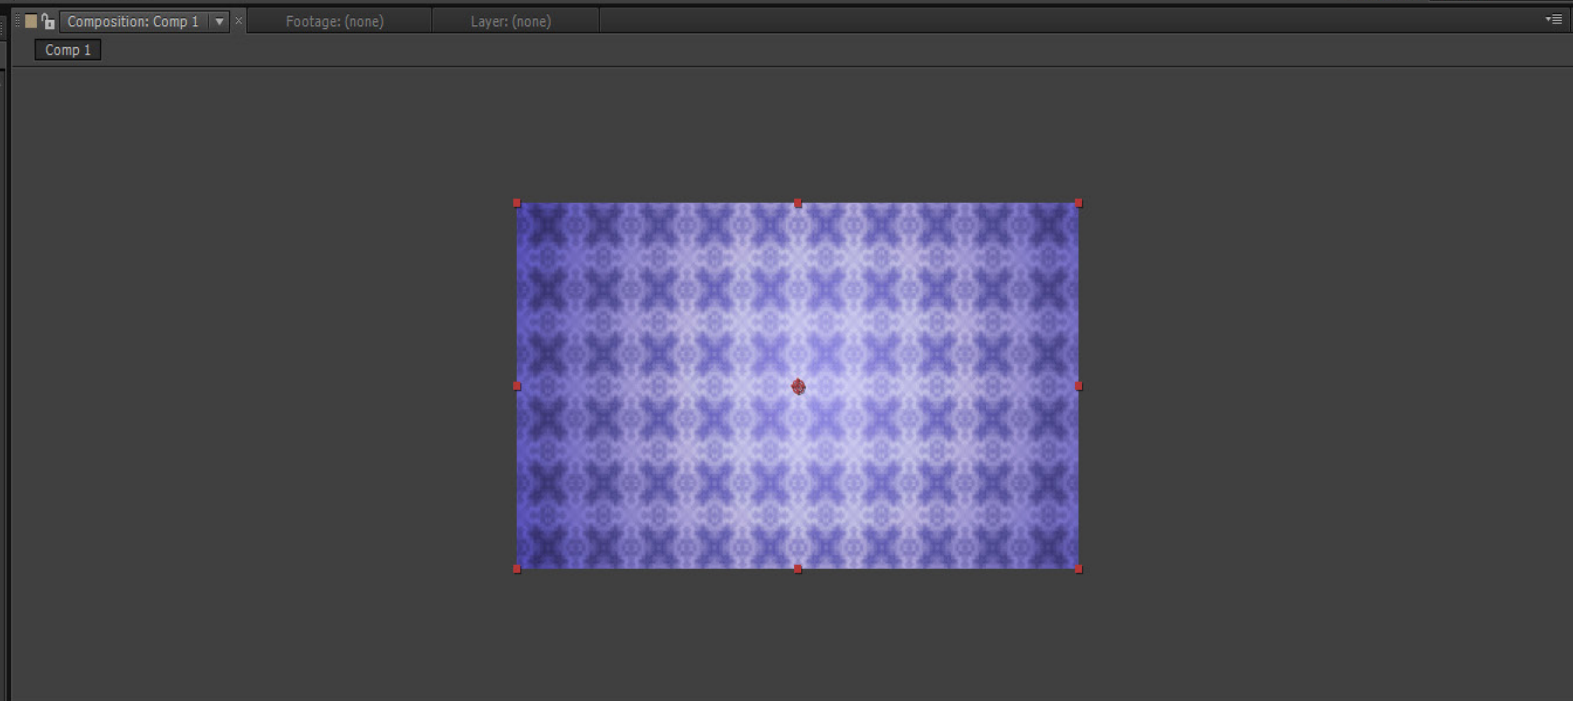 Composition: Comp 1 Footage: (none) Layer: (none)
Comp 1